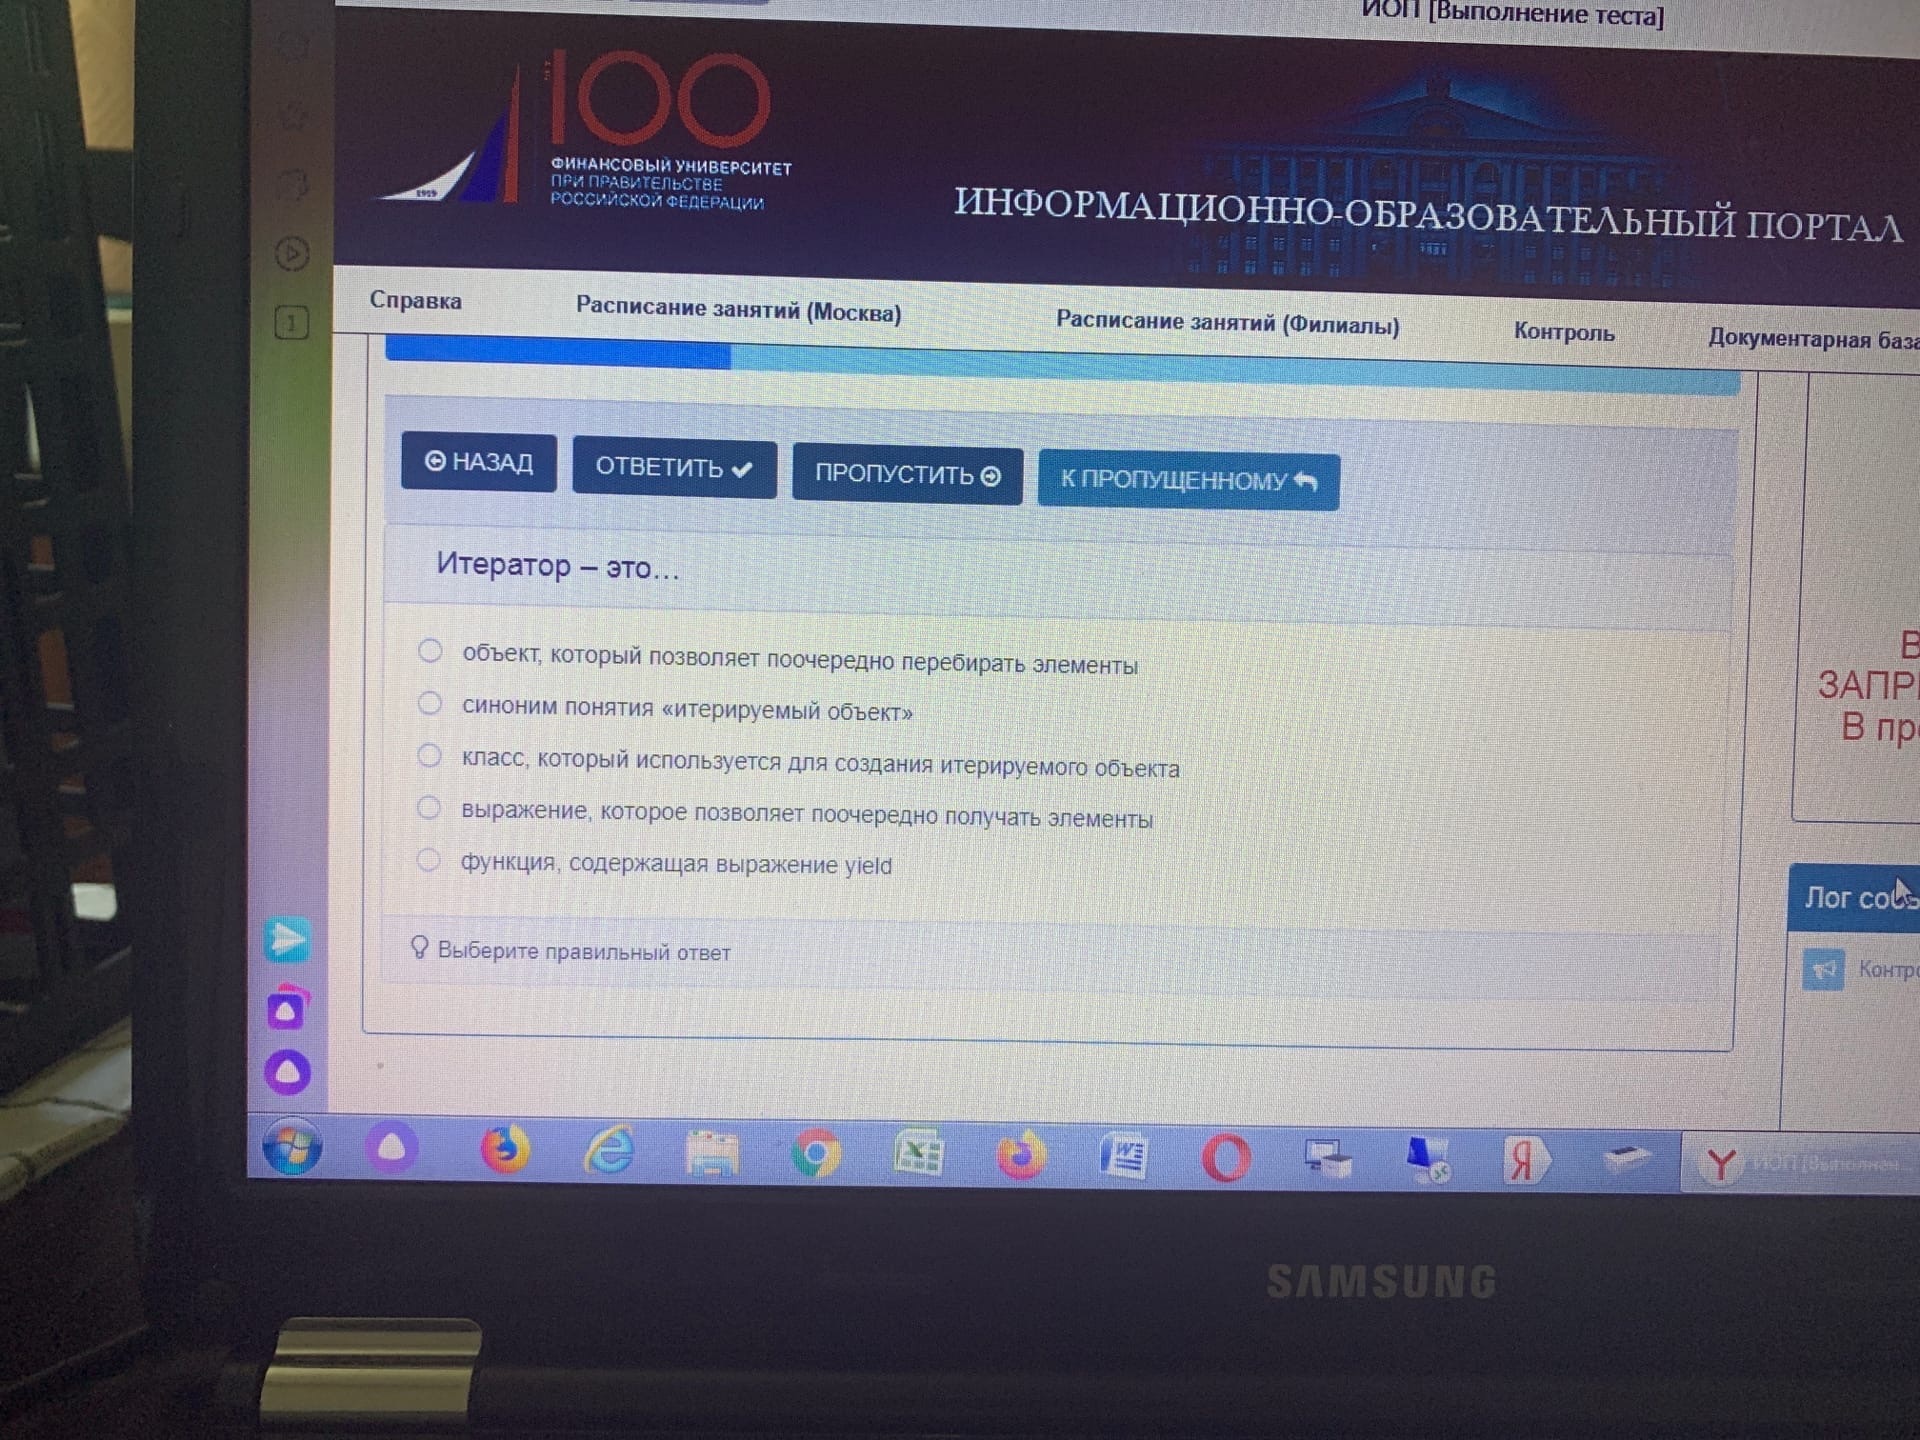 ИОП [Выполнение теста]
100
1919
ФИНАНСОВЫЙ УНИВЕРСИТЕТ
ПРИ ПРАВИТЕЛЬСТВЕ
РОССИЙСКОЙ ФЕДЕРАЦИИ
ИНФОРМАЦИОННО-ОБРАЗОВАТЕЛЬНЫЙ ПОРТАЛ
1
Справка Расписание занятий (Москва) Расписание занятий (Филиалы) Контроль Документарная база
НАЗАД ОТВЕТИТЬ ПРОПУСТИТЬ К ПРОПУЩЕННОМУ
Итератор – это...
объект, который позволяет поочередно перебирать элементы
синоним понятия «итерируемый объект»
класс, который используется для создания итерируемого объекта
выражение, которое позволяет поочередно получать элементы
функция, содержащая выражение yield
Выберите правильный ответ
В
ЗАПР
В пр
Лог
Контр
Я
ИОП [Выполнен...
SAMSUNG